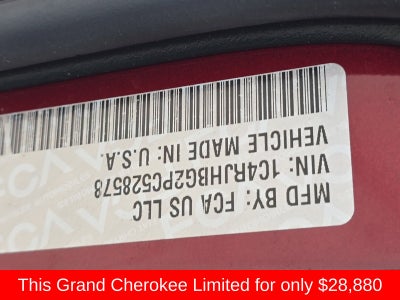 MFD BY: FCA US LLC
VIN: 1C4RJHBG2PC528578
VEHICLE MADE IN: U.S.A.
This Grand Cherokee Limited for only $28,880